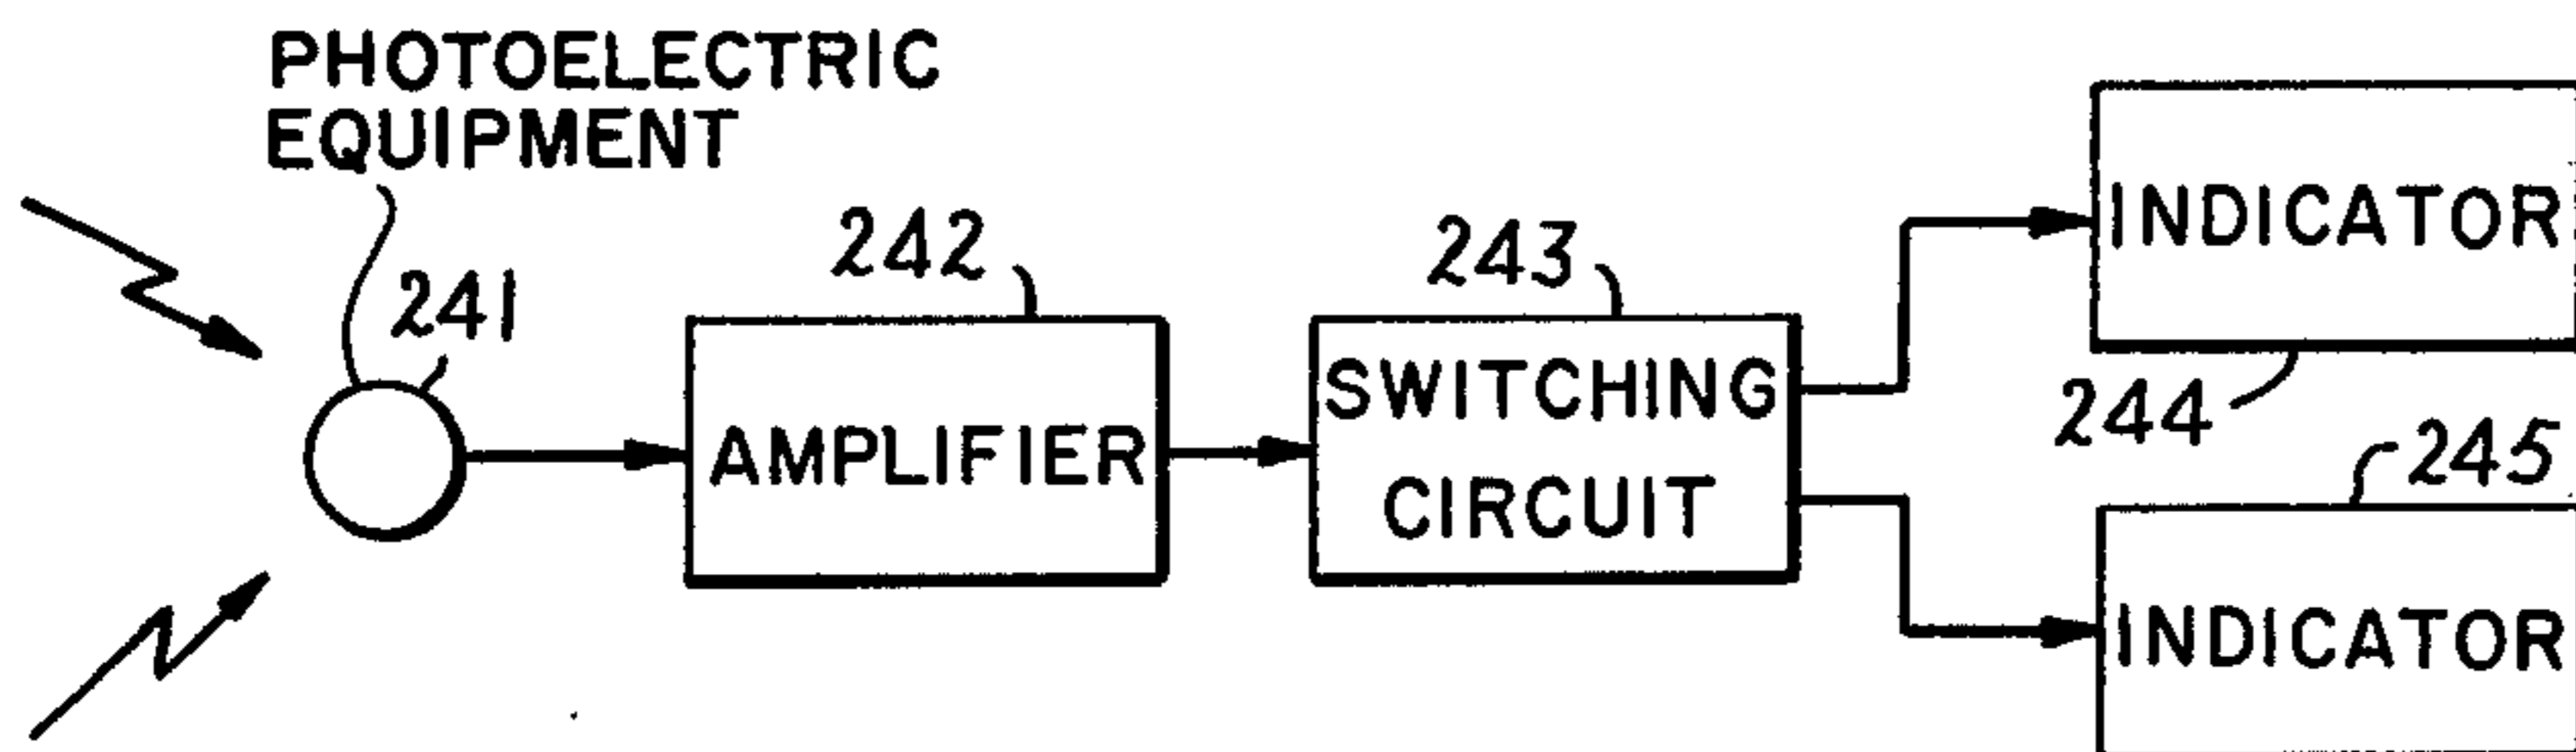 PHOTOELECTRIC
EQUIPMENT
241
242
AMPLIFIER
243
SWITCHING
CIRCUIT
INDICATOR
244
245
INDICATOR